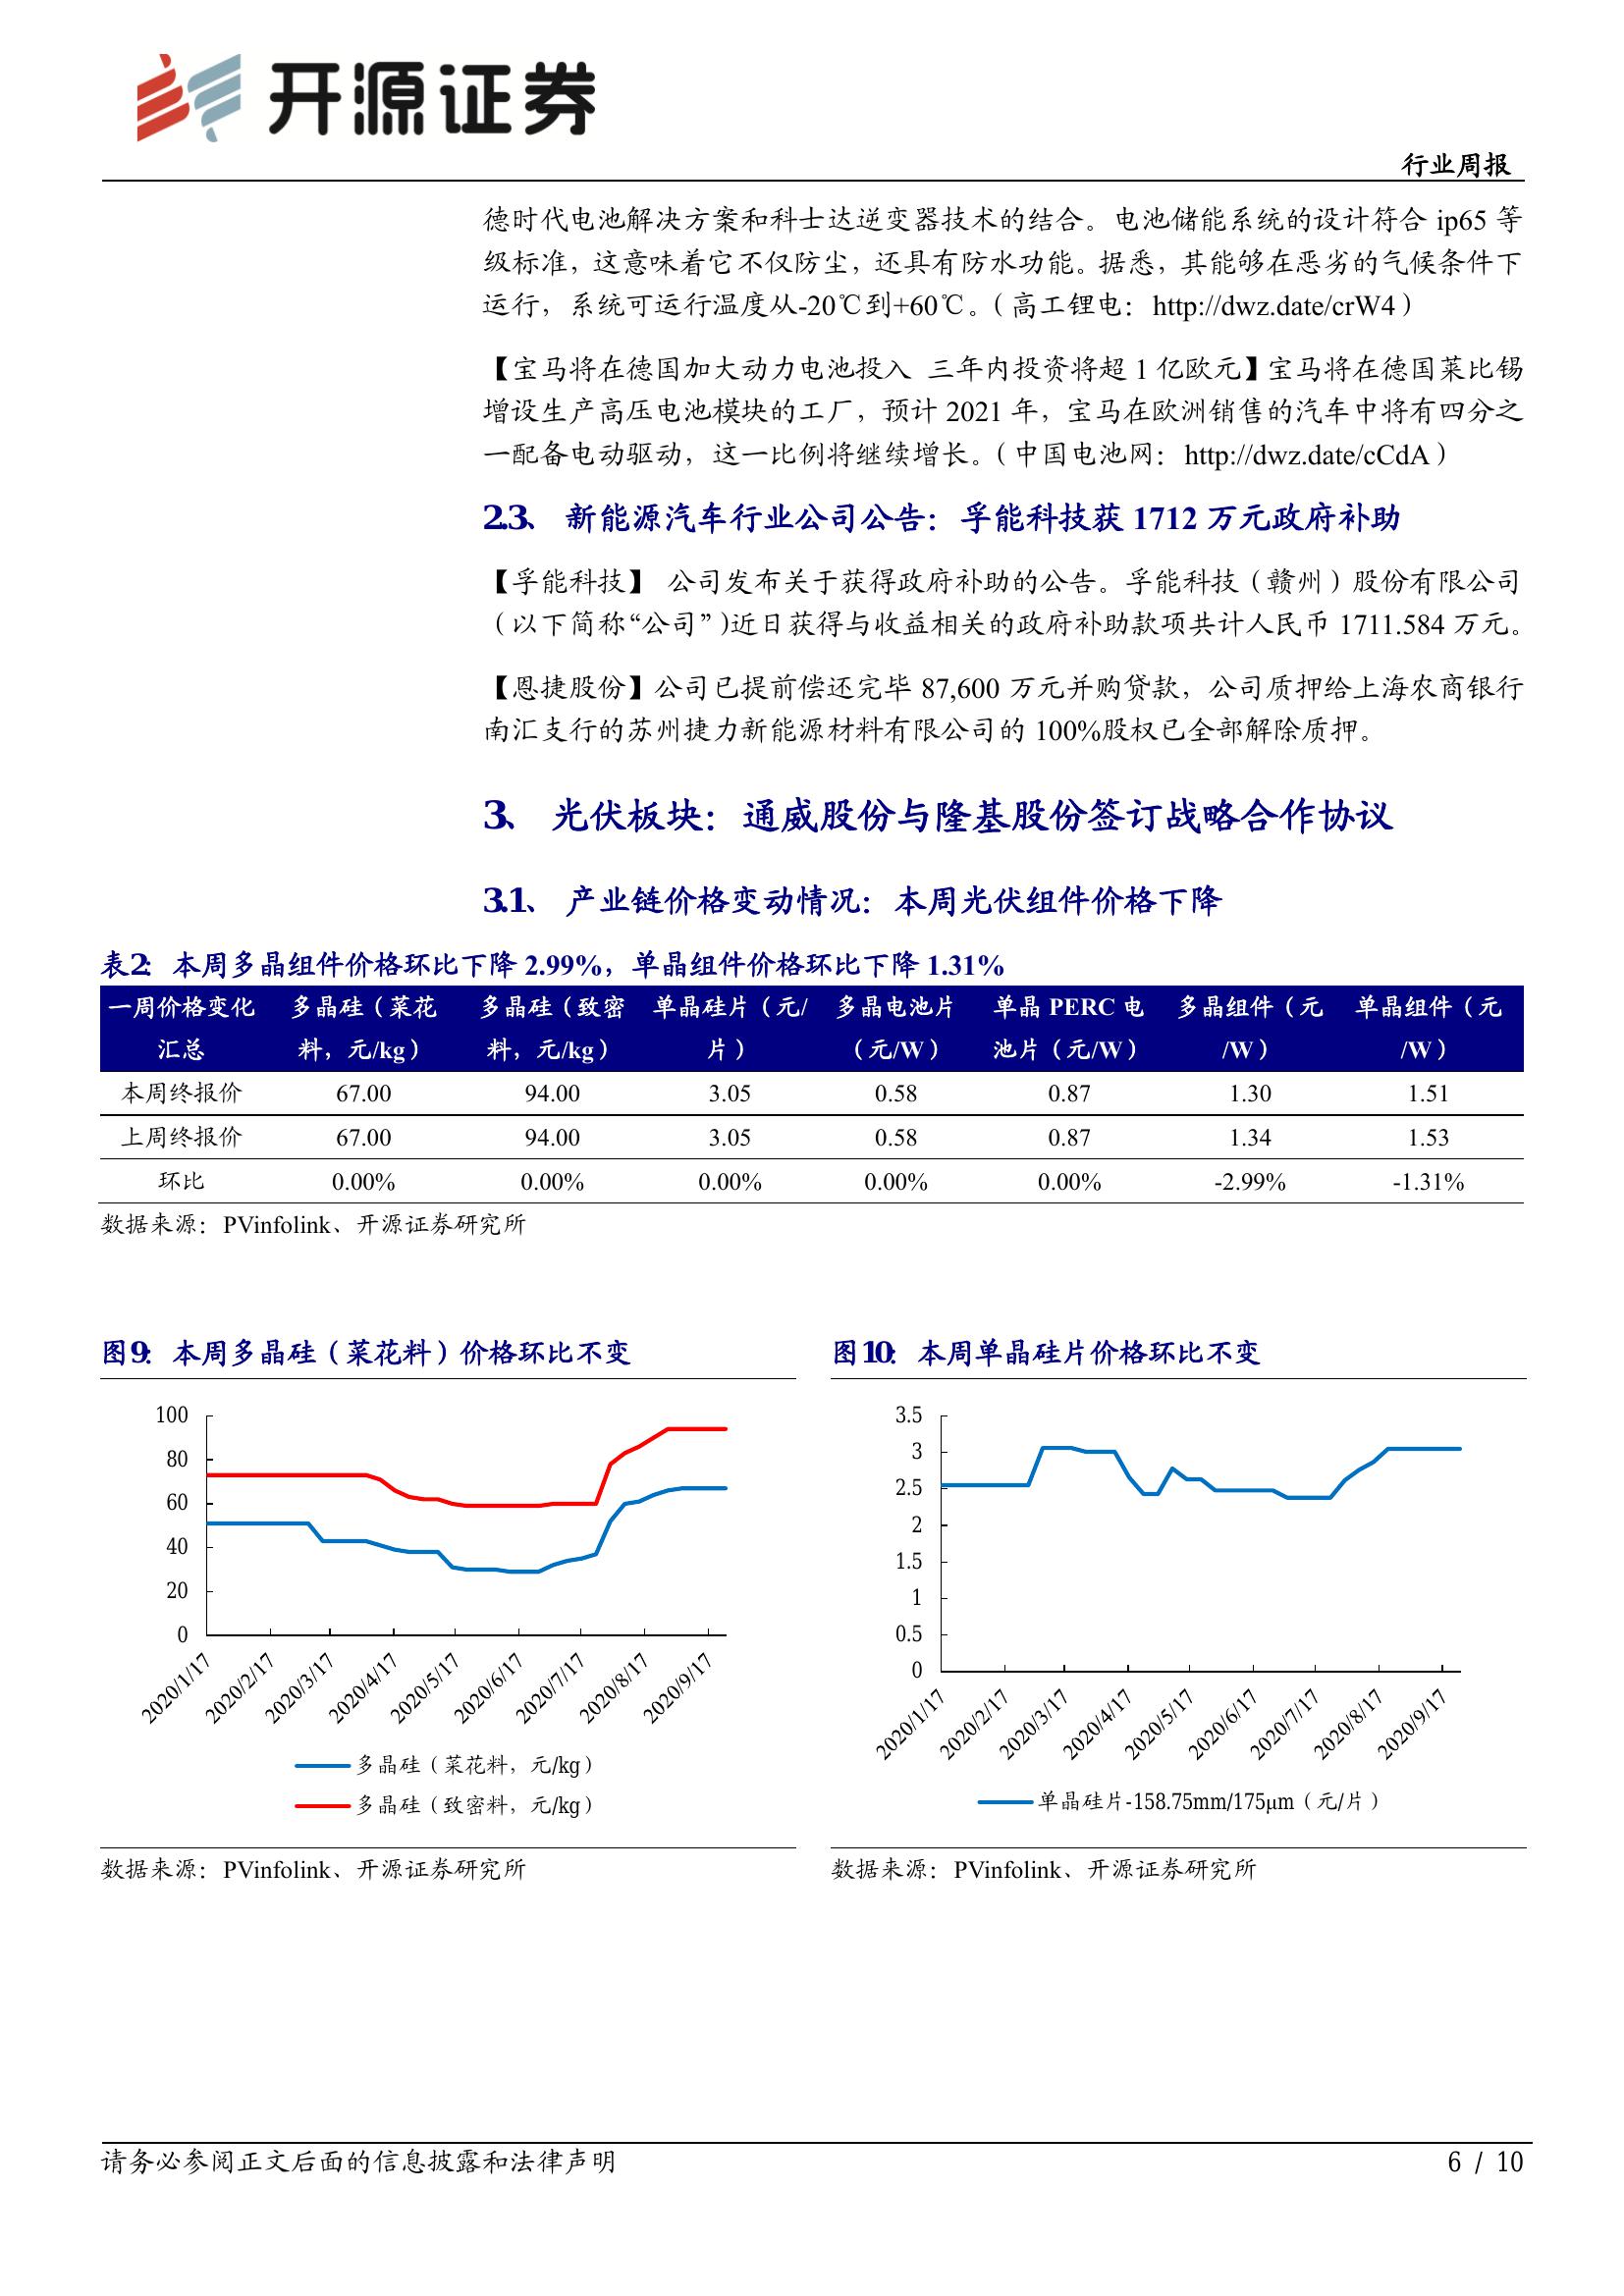 开源证券
行业周报
德时代电池解决方案和科士达逆变器技术的结合。电池储能系统的设计符合 ip65 等
级标准，这意味着它不仅防尘，还具有防水功能。据悉，其能够在恶劣的气候条件下
运行，系统可运行温度从-20℃到+60℃。（高工锂电：http://dwz.date/crW4）
【宝马将在德国加大动力电池投入 三年内投资将超 1 亿欧元】宝马将在德国莱比锡
增设生产高压电池模块的工厂，预计 2021 年，宝马在欧洲销售的汽车中将有四分之
一配备电动驱动，这一比例将继续增长。（中国电池网：http://dwz.date/cCdA）
2.3、 新能源汽车行业公司公告：孚能科技获 1712 万元政府补助
【孚能科技】 公司发布关于获得政府补助的公告。孚能科技（赣州）股份有限公司
（以下简称“公司”)近日获得与收益相关的政府补助款项共计人民币 1711.584 万元。
【恩捷股份】公司已提前偿还完毕 87,600 万元并购贷款，公司质押给上海农商银行
南汇支行的苏州捷力新能源材料有限公司的 100%股权已全部解除质押。
3、 光伏板块：通威股份与隆基股份签订战略合作协议
3.1、 产业链价格变动情况：本周光伏组件价格下降
表2：本周多晶组件价格环比下降 2.99%，单晶组件价格环比下降 1.31%
一周价格变化 多晶硅（菜花 多晶硅（致密 单晶硅片（元/ 多晶电池片 单晶 PERC 电 多晶组件（元 单晶组件（元
汇总 料，元/kg） 料，元/kg） 片） （元/W） 池片（元/W） /W） /W）
本周终报价 67.00 94.00 3.05 0.58 0.87 1.30 1.51
上周终报价 67.00 94.00 3.05 0.58 0.87 1.34 1.53
环比 0.00% 0.00% 0.00% 0.00% 0.00% -2.99% -1.31%
数据来源：PVinfolink、开源证券研究所
图9：本周多晶硅（菜花料）价格环比不变
100
80
60
40
20
0
2020/1/17 2020/2/17 2020/3/17 2020/4/17 2020/5/17 2020/6/17 2020/7/17 2020/8/17 2020/9/17
多晶硅（菜花料，元/kg）
多晶硅（致密料，元/kg）
数据来源：PVinfolink、开源证券研究所
图10：本周单晶硅片价格环比不变
3.5
3
2.5
2
1.5
1
0.5
0
2020/1/17 2020/2/17 2020/3/17 2020/4/17 2020/5/17 2020/6/17 2020/7/17 2020/8/17 2020/9/17
单晶硅片-158.75mm/175μm（元/片）
数据来源：PVinfolink、开源证券研究所
请务必参阅正文后面的信息披露和法律声明
6 / 10